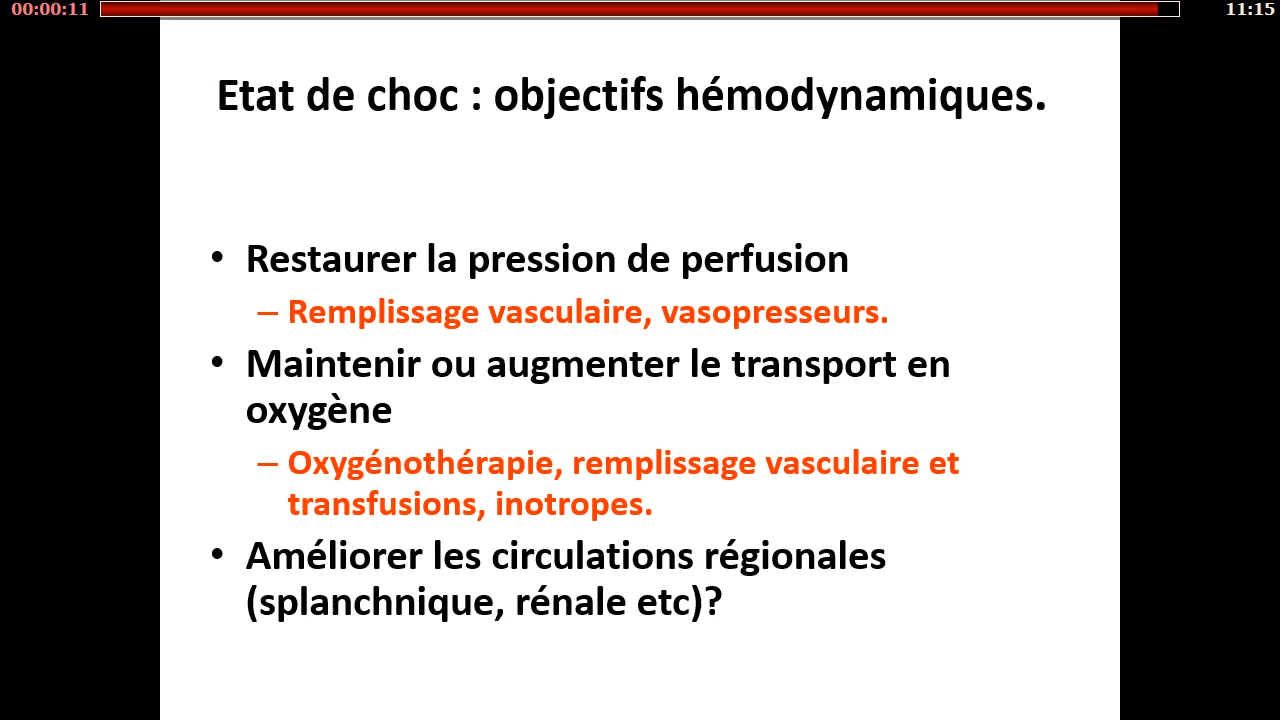 00:00:11
11:15
Etat de choc : objectifs hémodynamiques.
• Restaurer la pression de perfusion
– Remplissage vasculaire, vasopresseurs.
• Maintenir ou augmenter le transport en
oxygène
– Oxygénothérapie, remplissage vasculaire et
transfusions, inotropes.
• Améliorer les circulations régionales
(splanchnique, rénale etc)?